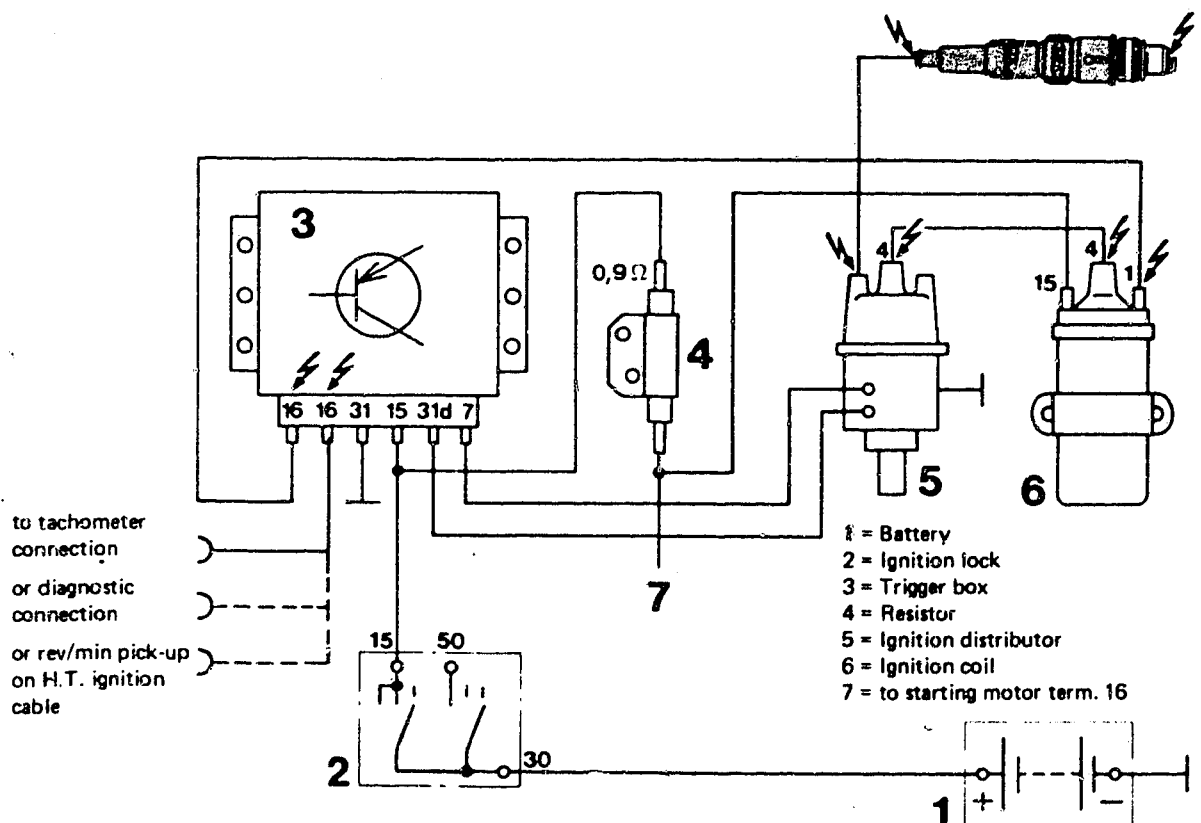 3
0,9 Ω
4
4
4
15
1
16 16 31 15 31d 7
5
6
to tachometer
connection
or diagnostic
connection
or rev/min pick-up
on H.T. ignition
cable
7
1 = Battery
2 = Ignition lock
3 = Trigger box
4 = Resistor
5 = Ignition distributor
6 = Ignition coil
7 = to starting motor term. 16
15 50
I II
2
30
1
+ −